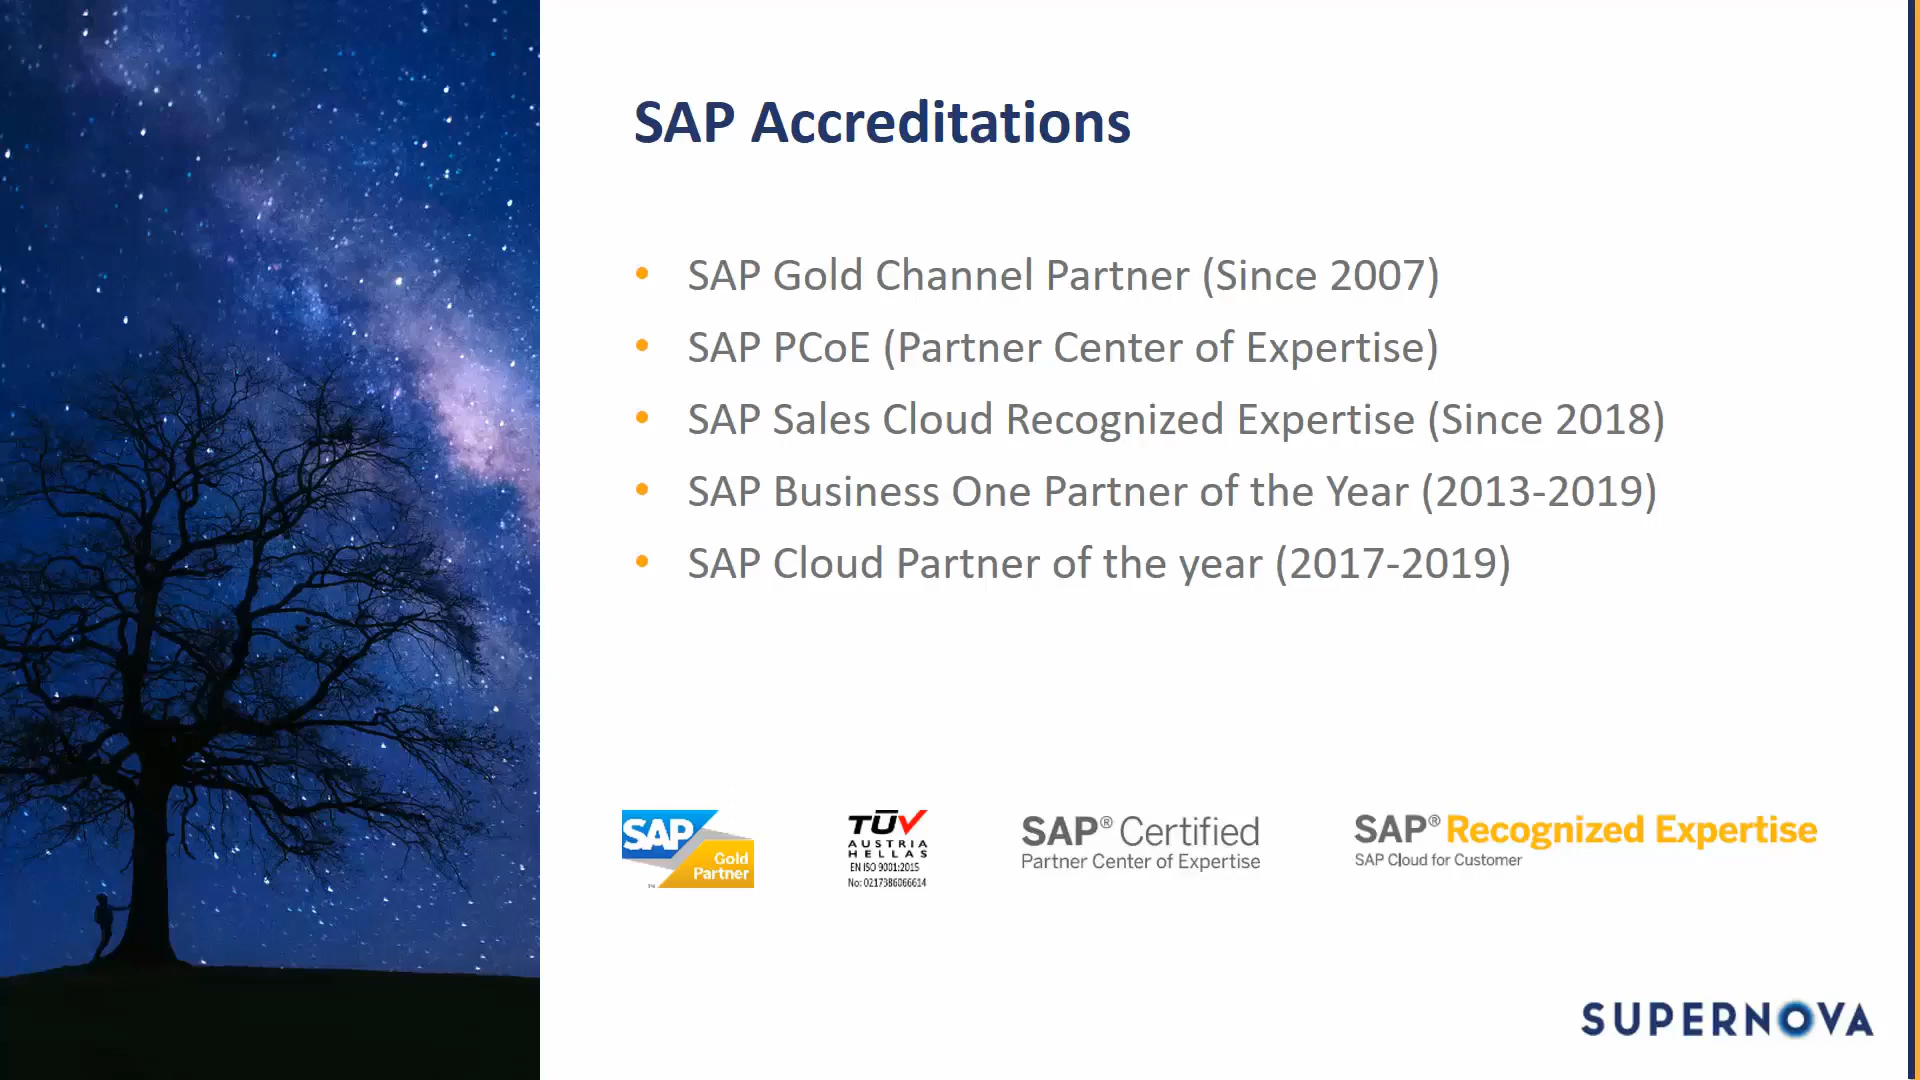 SAP Accreditations
• SAP Gold Channel Partner (Since 2007)
• SAP PCoE (Partner Center of Expertise)
• SAP Sales Cloud Recognized Expertise (Since 2018)
• SAP Business One Partner of the Year (2013-2019)
• SAP Cloud Partner of the year (2017-2019)
SAP
Gold
Partner
TÜV
AUSTRIA
HELLAS
EN ISO 9001:2015
No: 0217386066614
SAP® Certified
Partner Center of Expertise
SAP® Recognized Expertise
SAP Cloud for Customer
SUPERNOVA